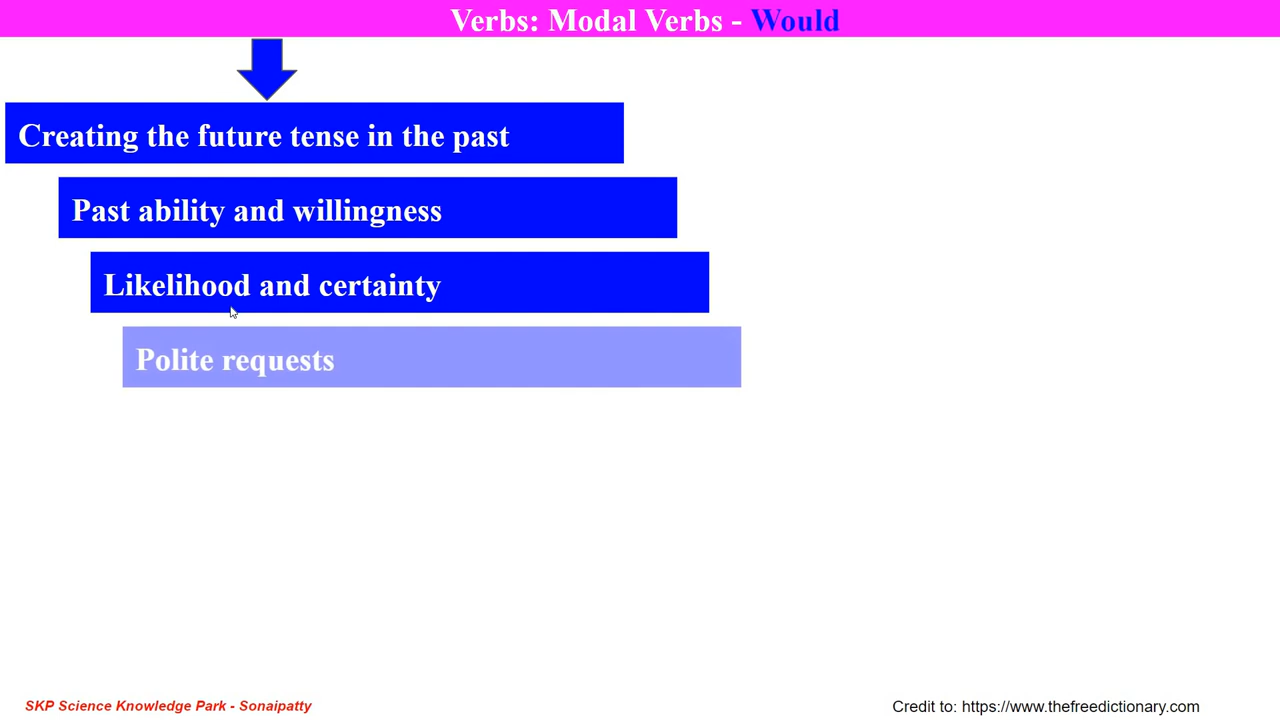 Verbs: Modal Verbs - Would
Creating the future tense in the past
Past ability and willingness
Likelihood and certainty
Polite requests
SKP Science Knowledge Park - Sonaipatty
Credit to: https://www.thefreedictionary.com